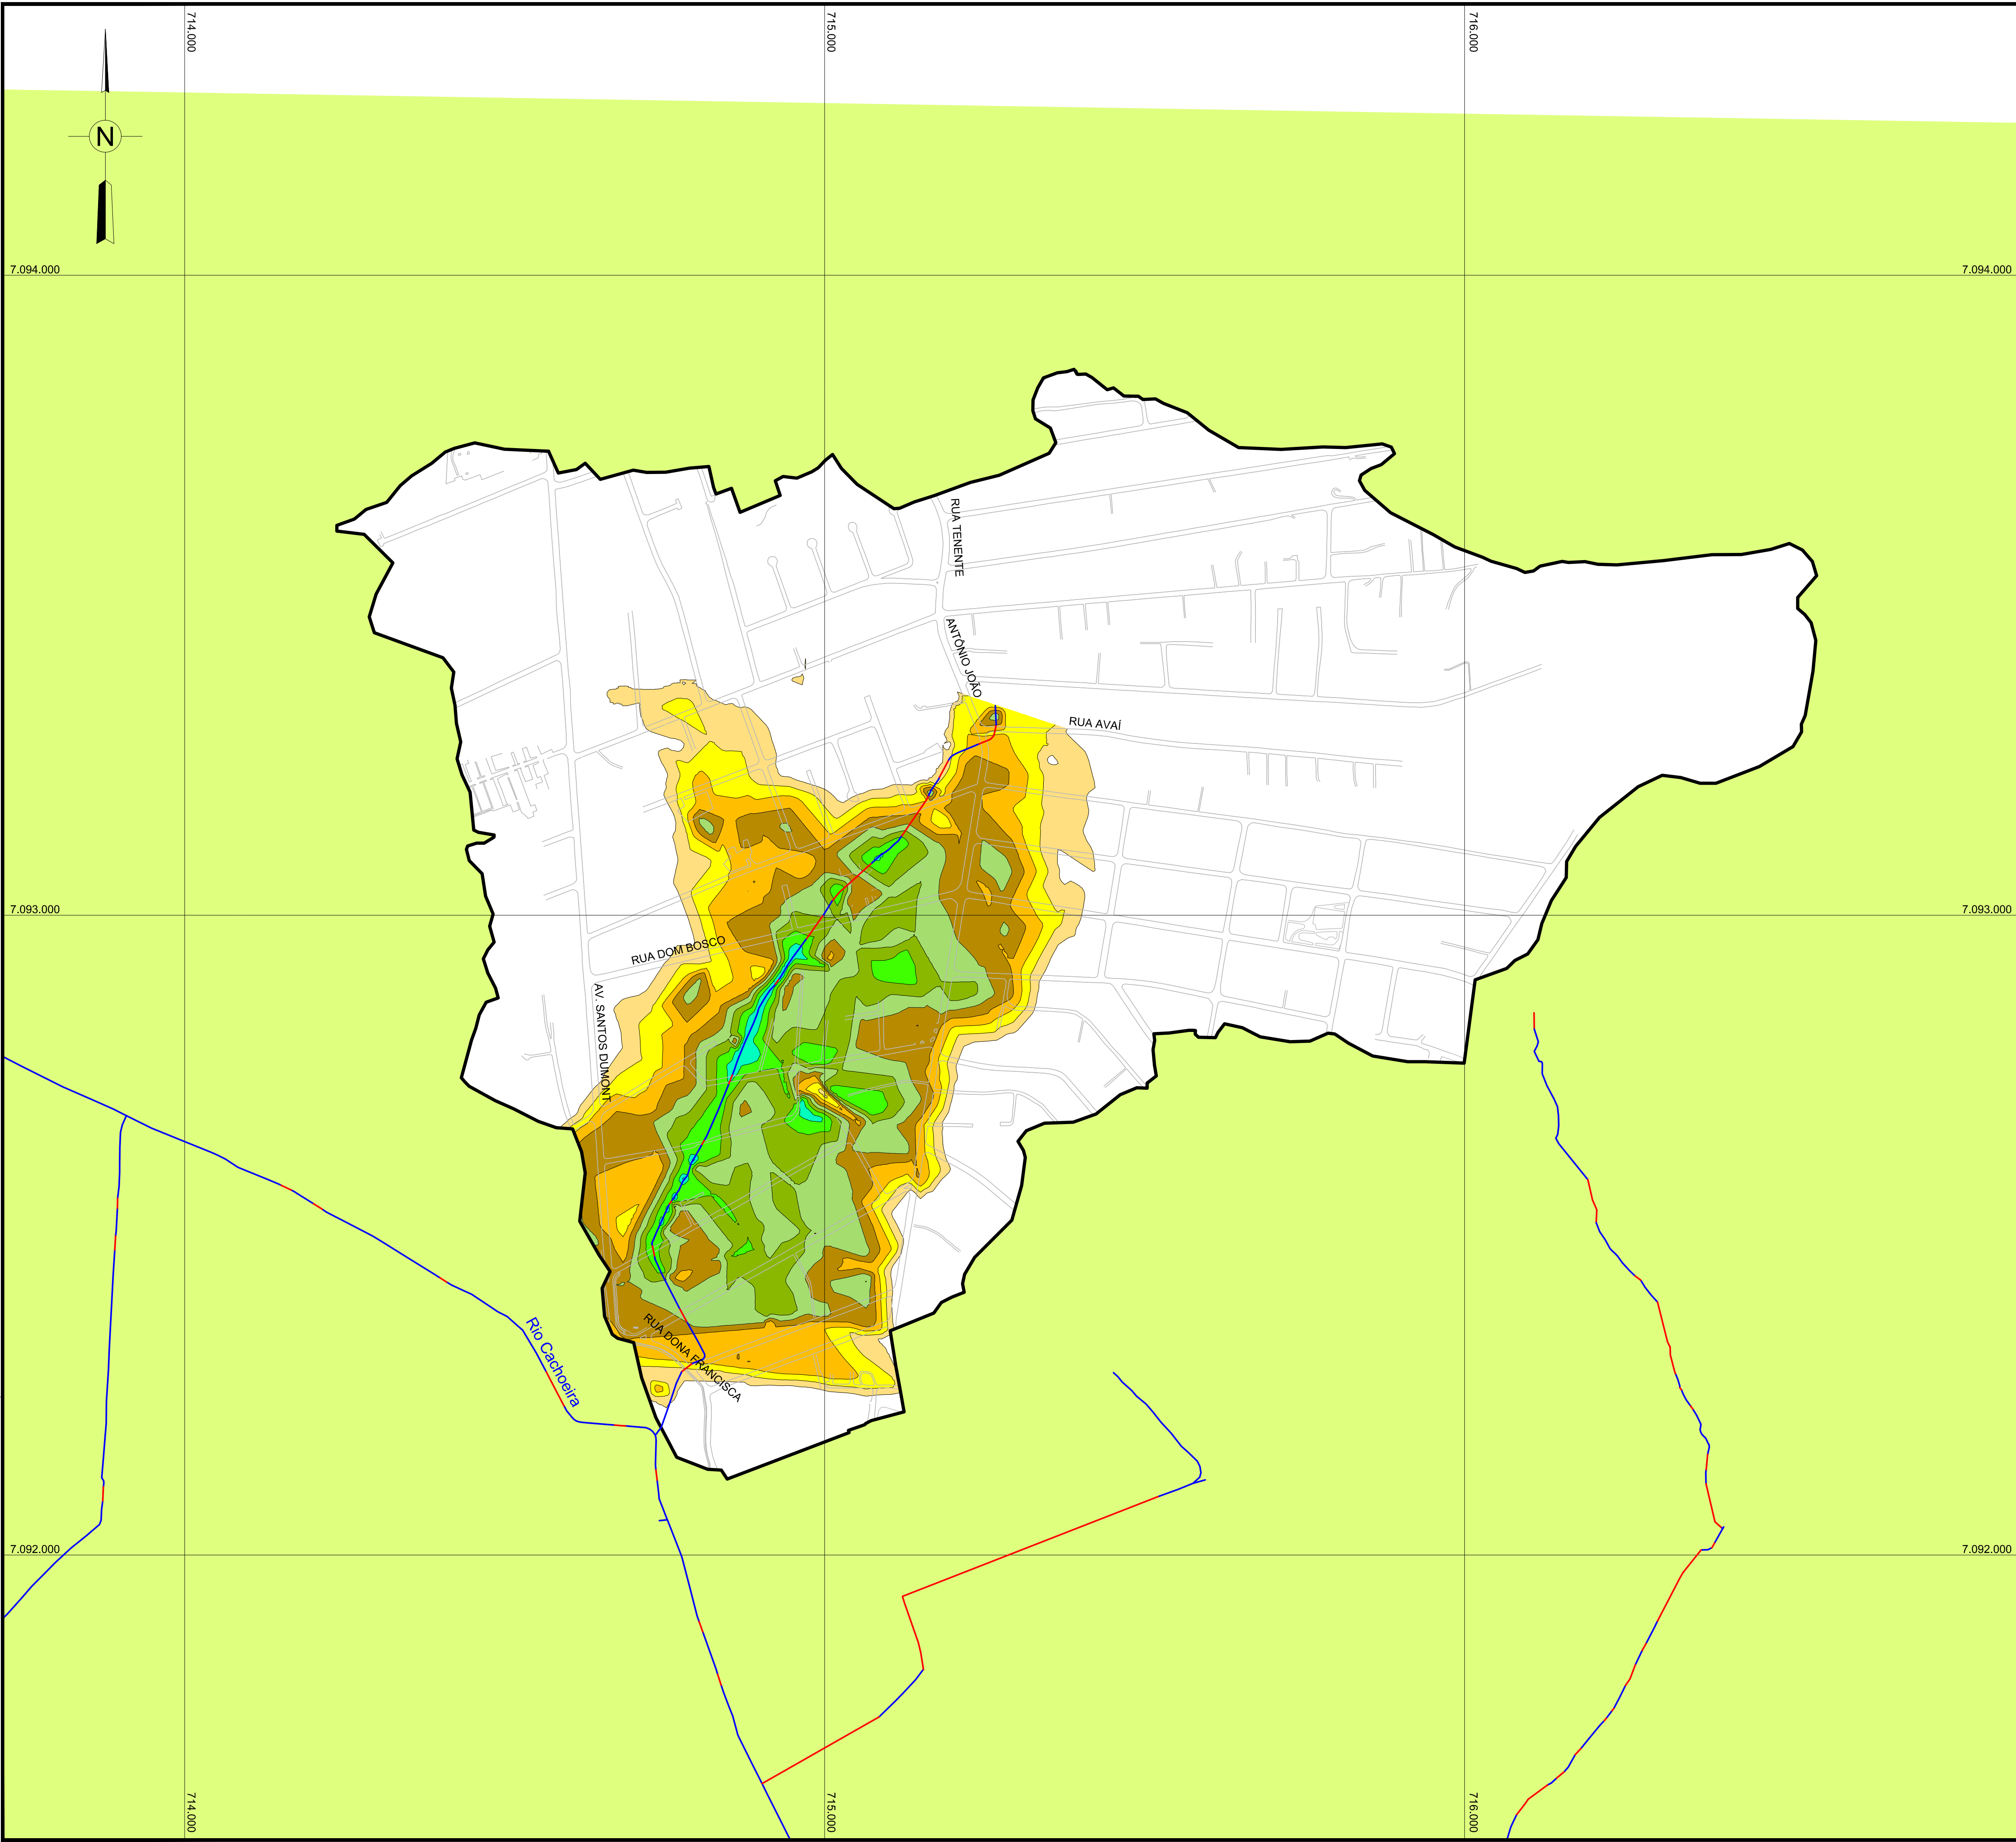 714.000
715.000
716.000
N
7.094.000
7.094.000
RUA TENENTE
ANTÔNIO JOÃO
RUA AVAÍ
7.093.000
7.093.000
RUA DOM BOSCO
AV. SANTOS DUMONT
RUA DONA FRANCISCA
Rio Cachoeira
7.092.000
7.092.000
714.000
715.000
716.000